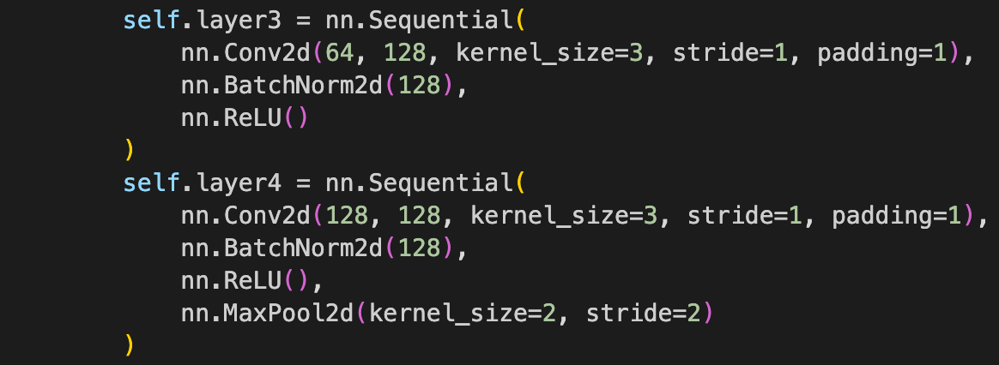 self.layer3 = nn.Sequential(
nn.Conv2d(64, 128, kernel_size=3, stride=1, padding=1),
nn.BatchNorm2d(128),
nn.ReLU()
)
self.layer4 = nn.Sequential(
nn.Conv2d(128, 128, kernel_size=3, stride=1, padding=1),
nn.BatchNorm2d(128),
nn.ReLU(),
nn.MaxPool2d(kernel_size=2, stride=2)
)